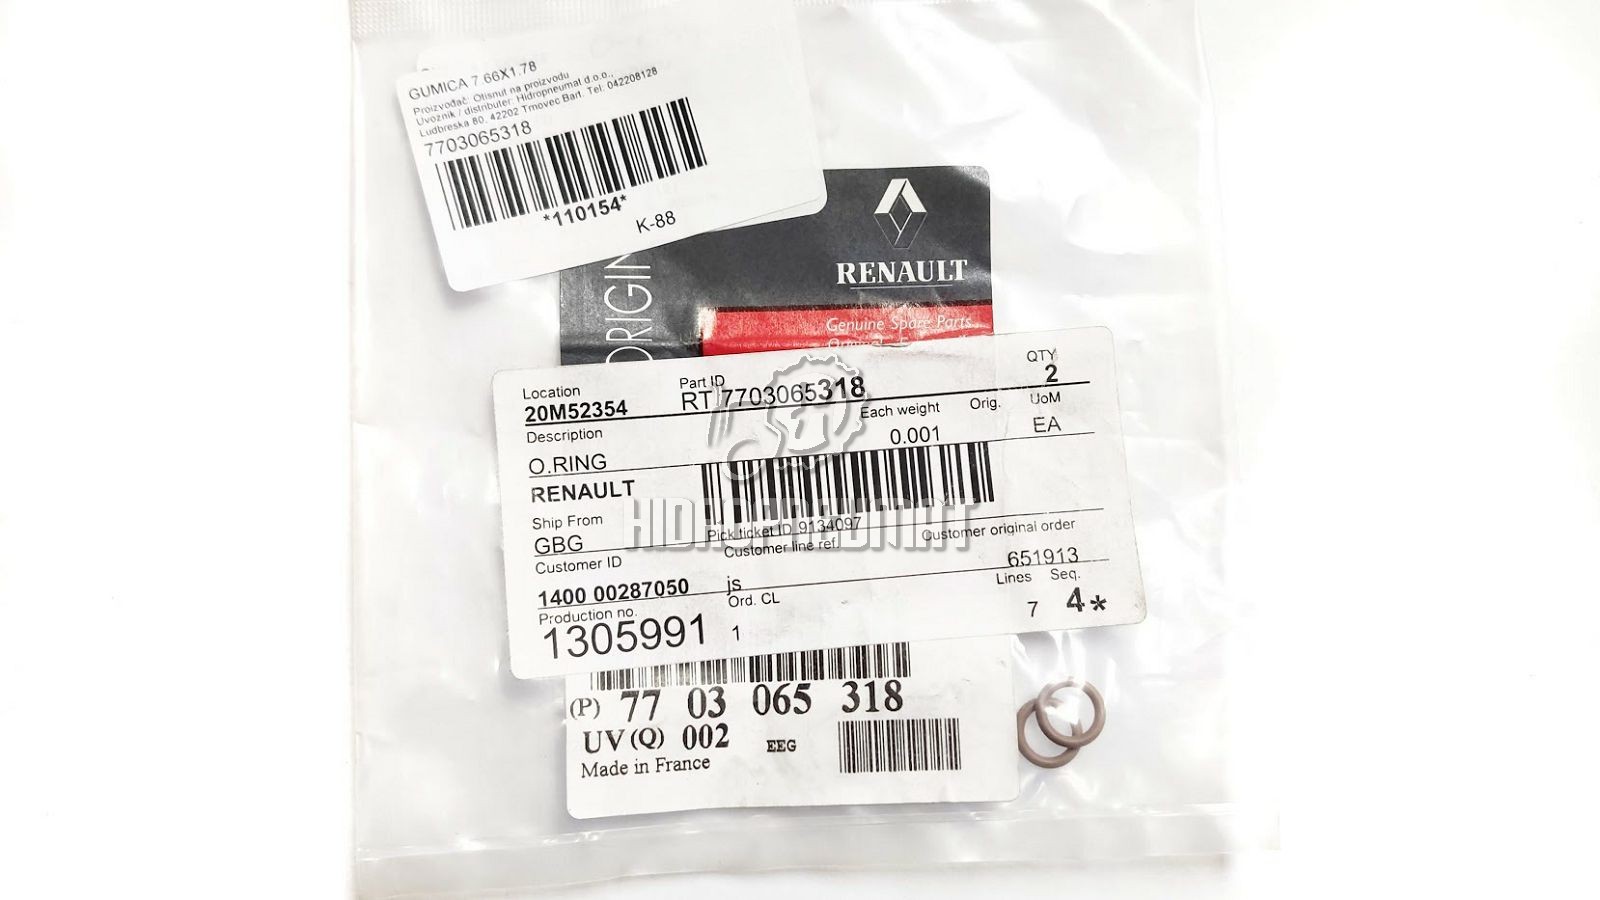 GUMICA 7.66X1.78
Proizvođač: Otisnut na proizvodu
Uvoznik / distributer: Hidropneumat d.o.o.,
Ludbreska 80, 42202 Trnovec Bart. Tel: 042208128
7703065318
*110154*
K-88
RENAULT
Genuine Spare Parts
Location
20M52354
Part ID
RT 7703065318
QTY
2
Description
O.RING
RENAULT
Each weight
0.001
Orig.
UoM
EA
Ship From
GBG
Pick ticket ID 9134097
HIDROPNEUMAT
Customer ID
1400 00287050
Customer line ref.
js
Customer original order
651913
Production no.
1305991
Ord. CL
1
Lines
7
Seq.
4*
(P) 77 03 065 318
UV (Q) 002
EEG
Made in France